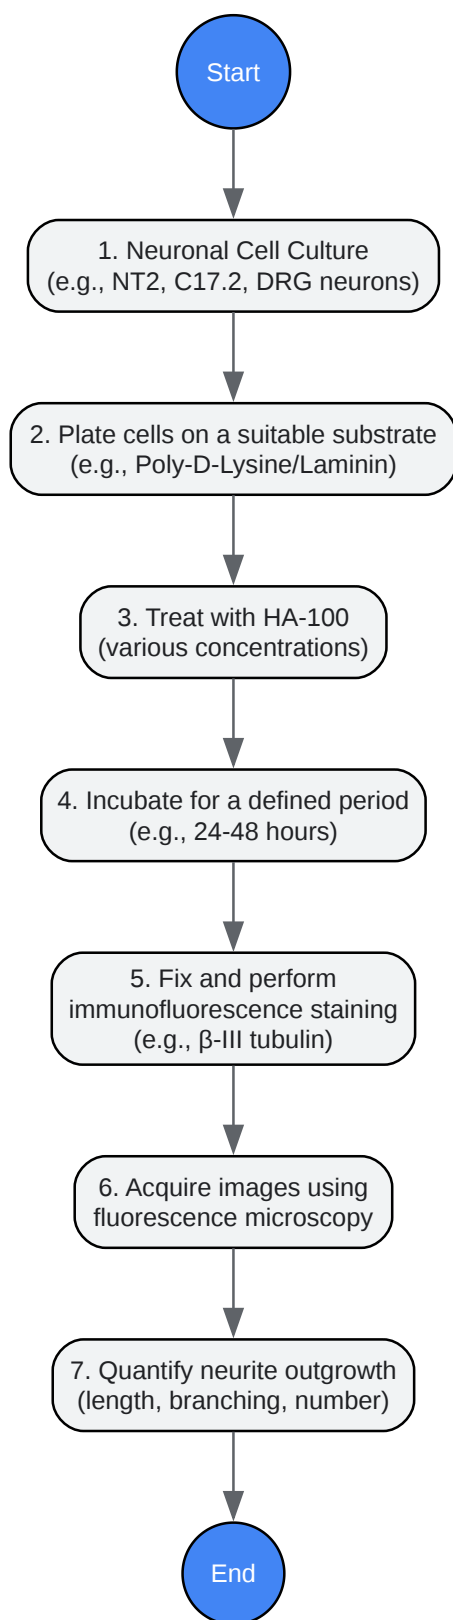 Start
1. Neuronal Cell Culture
(e.g., NT2, C17.2, DRG neurons)
2. Plate cells on a suitable substrate
(e.g., Poly-D-Lysine/Laminin)
3. Treat with HA-100
(various concentrations)
4. Incubate for a defined period
(e.g., 24-48 hours)
5. Fix and perform
immunofluorescence staining
(e.g., β-III tubulin)
6. Acquire images using
fluorescence microscopy
7. Quantify neurite outgrowth
(length, branching, number)
End